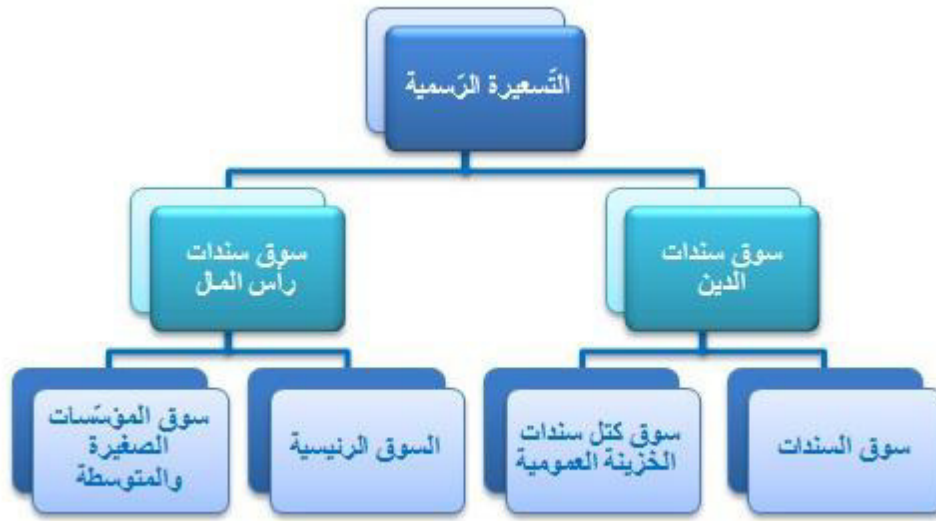 التّسعيرة الرّسمية
سوق سندات
الدين
سوق سندات
رأس المال
سوق السندات
سوق كتل سندات
الخزينة العمومية
السوق الرئيسية
سوق المؤسّسات
الصغيرة
والمتوسطة